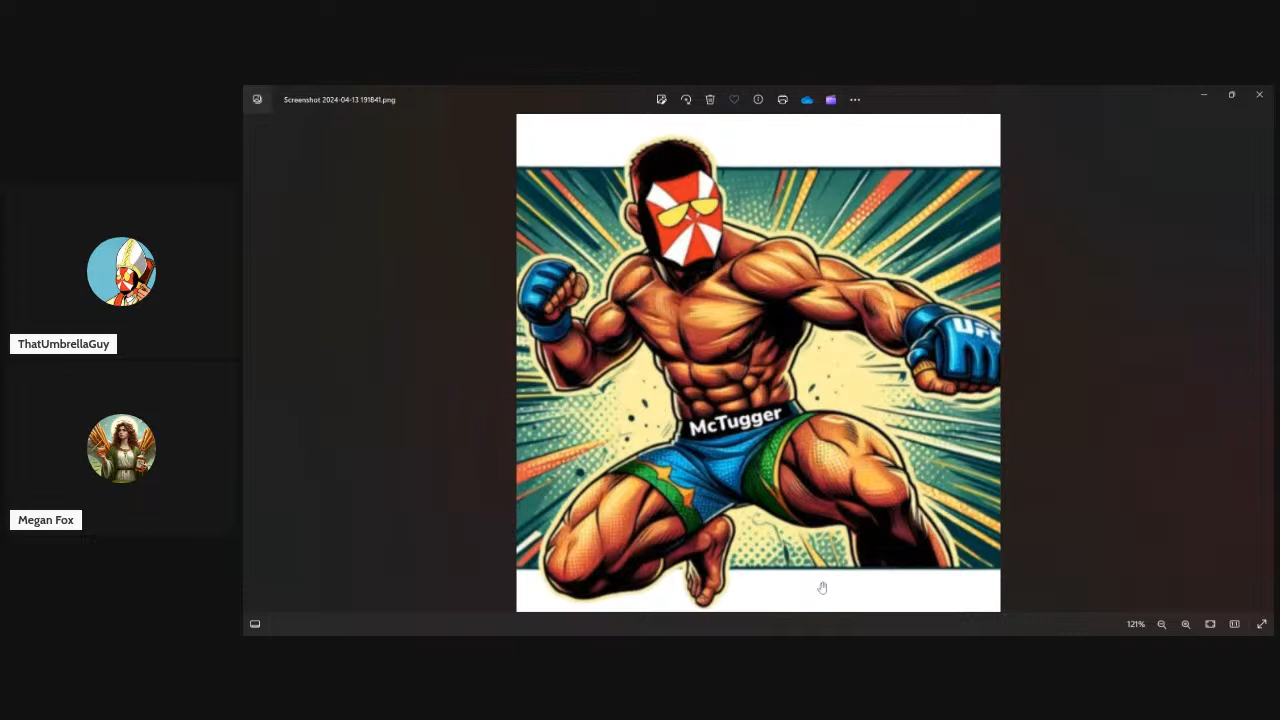 Screenshot 2024-04-13 191841.png
UFC
McTugger
ThatUmbrellaGuy
Megan Fox
121%